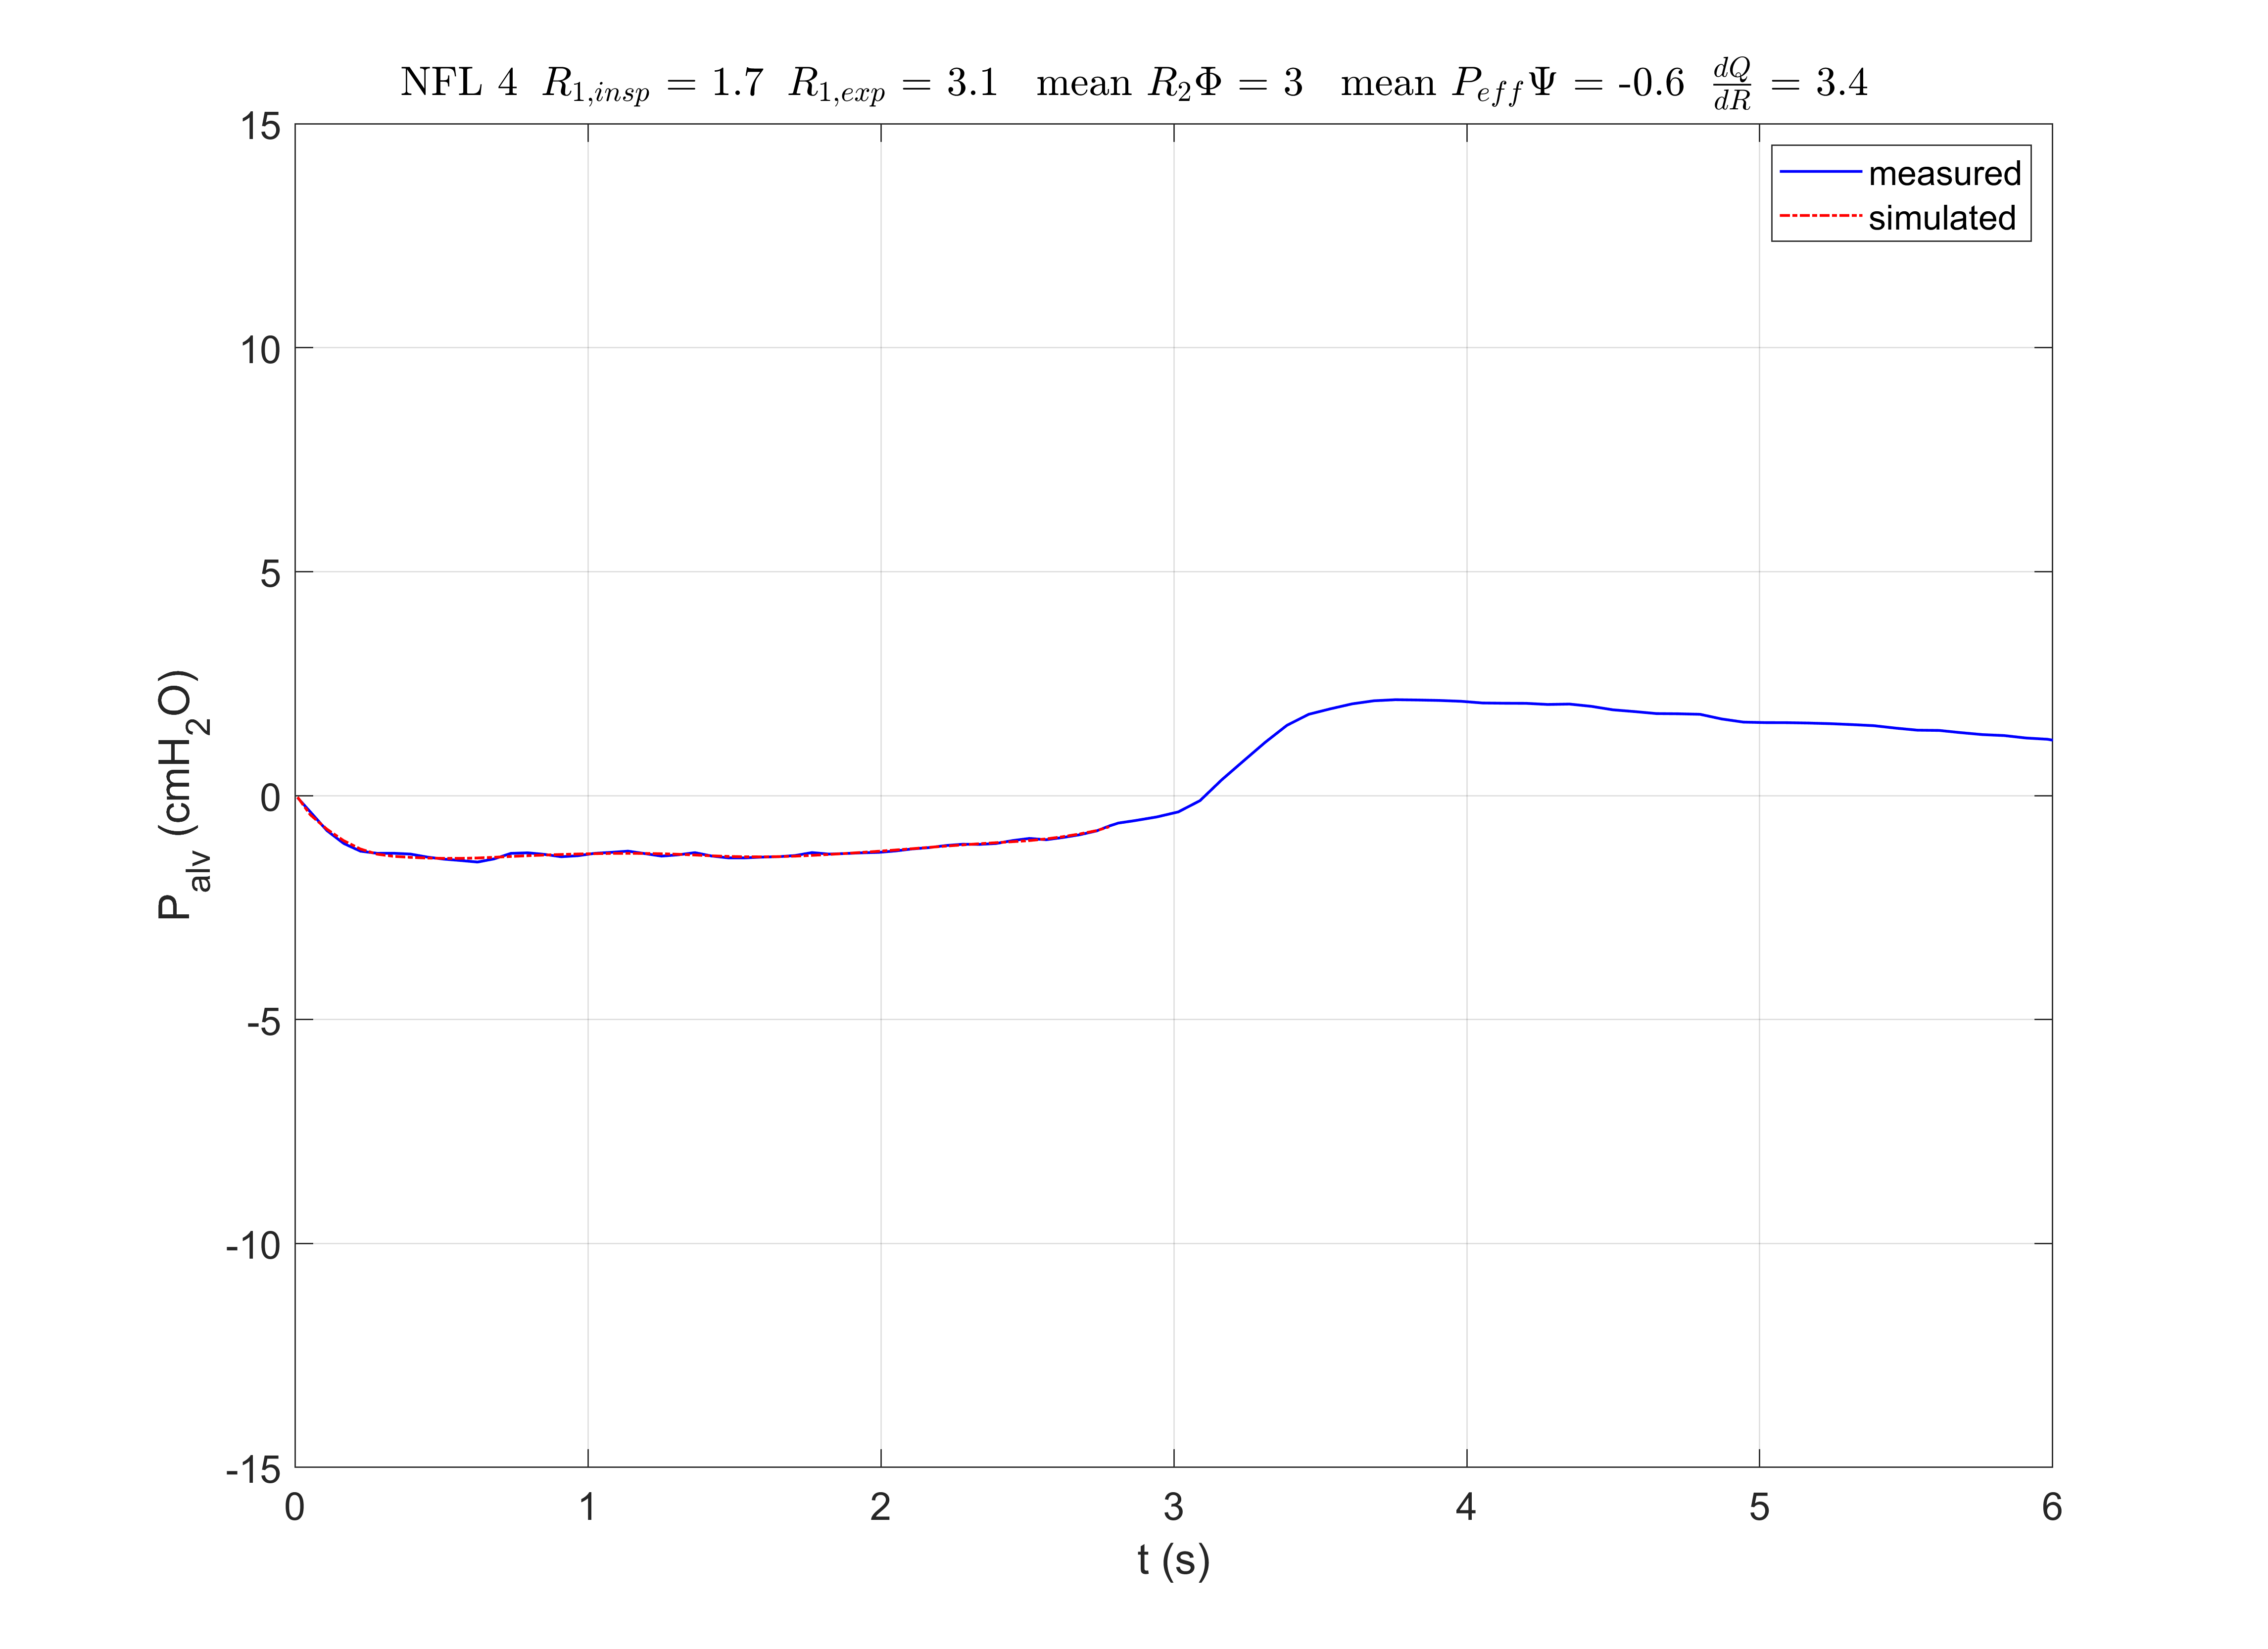 NFL 4 R1,insp = 1.7 R1,exp = 3.1 mean R2Φ = 3 mean PeffΨ = -0.6 dQ/dR = 3.4
measured
simulated
15
10
5
0
-5
-10
-15
Palv (cmH2O)
0 1 2 3 4 5 6
t (s)